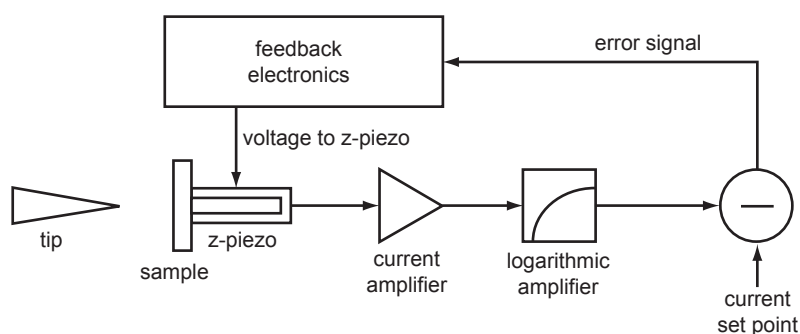 feedback
electronics
error signal
voltage to z-piezo
tip
z-piezo
sample
current
amplifier
logarithmic
amplifier
current
set point